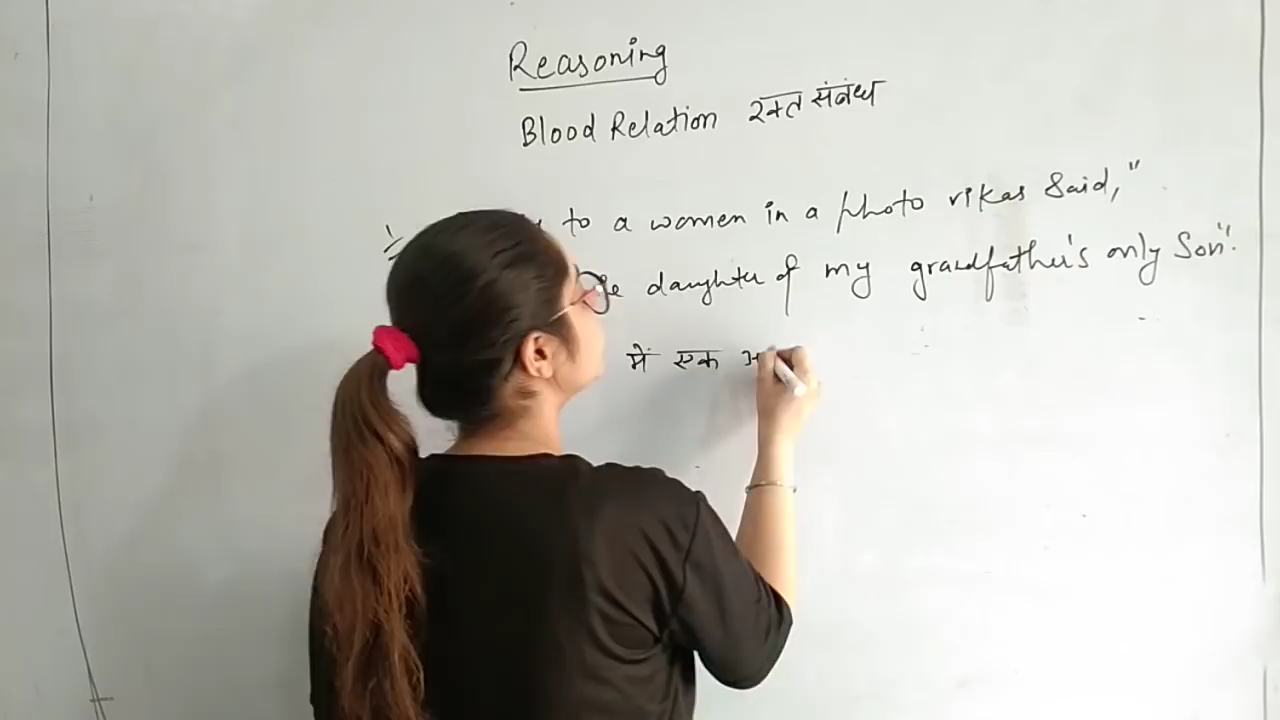 Reasoning
Blood Relation रक्त संबंध
to a women in a photo vikas Said,"
daughter of my grandfather's only Son".
में एक